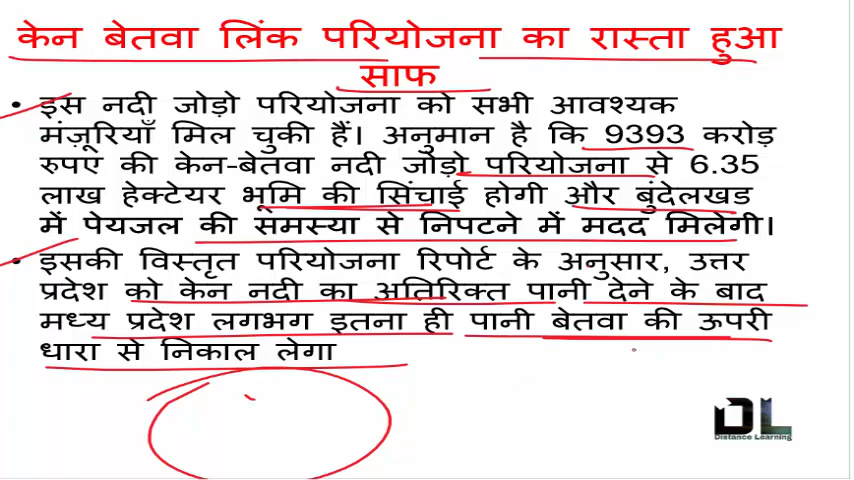 केन बेतवा लिंक परियोजना का रास्ता हुआ
साफ
• इस नदी जोड़ो परियोजना को सभी आवश्यक
मंज़ूरियाँ मिल चुकी हैं। अनुमान है कि 9393 करोड़
रुपए की केन-बेतवा नदी जोड़ो परियोजना से 6.35
लाख हेक्टेयर भूमि की सिंचाई होगी और बुंदेलखंड
में पेयजल की समस्या से निपटने में मदद मिलेगी।
• इसकी विस्तृत परियोजना रिपोर्ट के अनुसार, उत्तर
प्रदेश को केन नदी का अतिरिक्त पानी देने के बाद
मध्य प्रदेश लगभग इतना ही पानी बेतवा की ऊपरी
धारा से निकाल लेगा
DL
Distance Learning